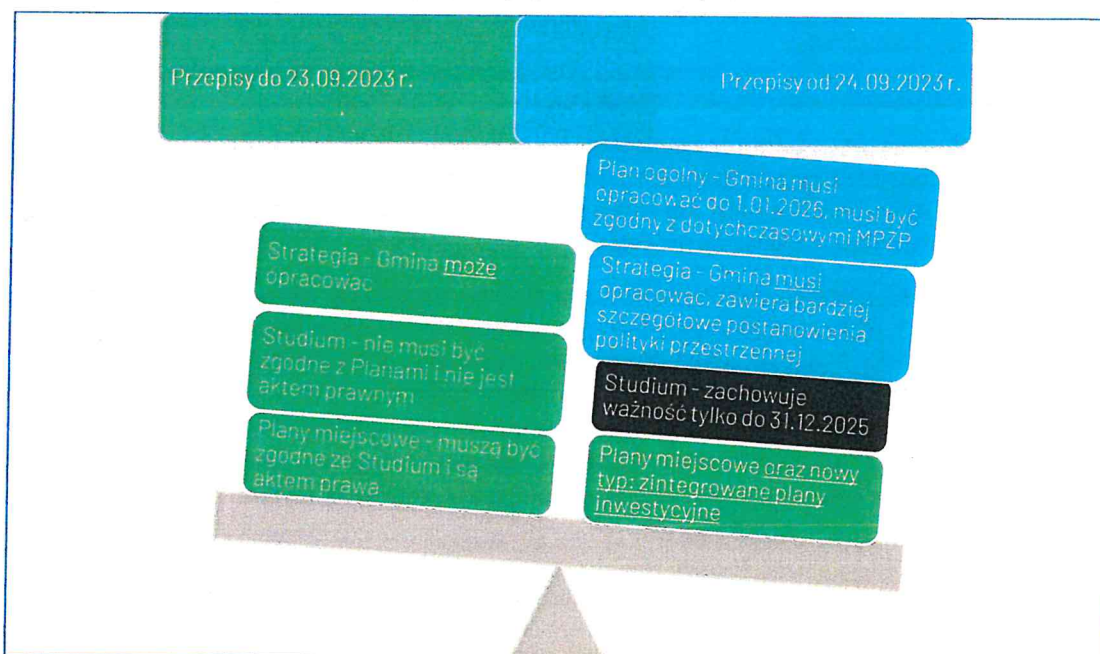 Przepisy do 23.09.2023 r.
Przepisy od 24.09.2023 r.
Strategia - Gmina może
opracować
Studium - nie musi być
zgodne z Planami i nie jest
aktem prawnym
Plany miejscowe - muszą być
zgodne ze Studium i są
aktem prawa
Plan ogólny - Gmina musi
opracować do 1.01.2026, musi być
zgodny z dotychczasowymi MPZP
Strategia - Gmina musi
opracować, zawiera bardziej
szczegółowe postanowienia
polityki przestrzennej
Studium - zachowuje
ważność tylko do 31.12.2025
Plany miejscowe oraz nowy
typ: zintegrowane plany
inwestycyjne